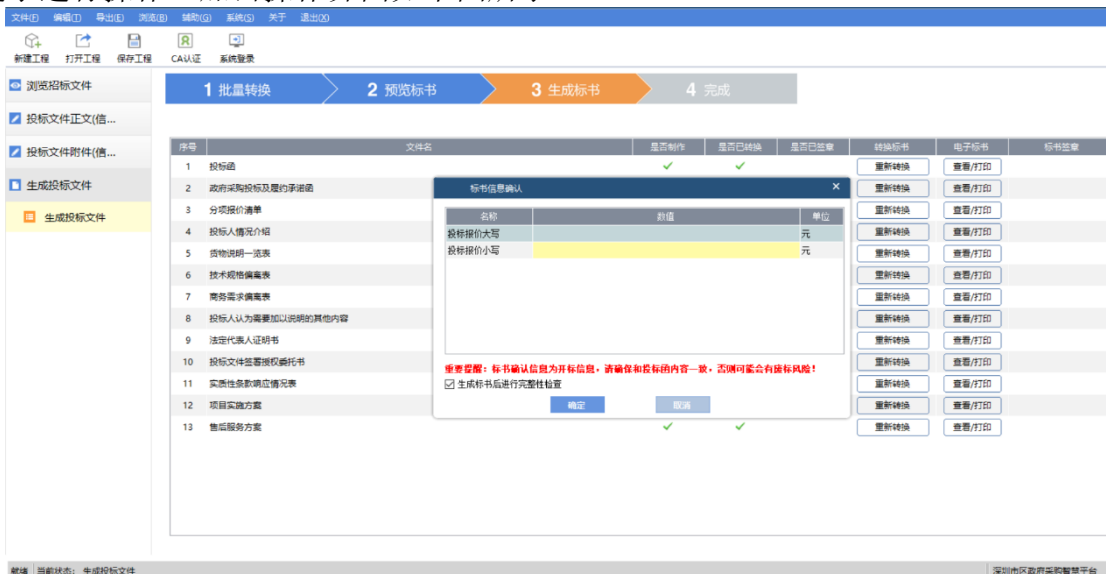 文件(F) 编辑(D) 导出(E) 浏览(B) 辅助(G) 系统(S) 关于 退出(X)
新建工程 打开工程 保存工程 CA认证 系统登录
浏览招标文件
投标文件正文(信...
投标文件附件(信...
生成投标文件
生成投标文件
1 批量转换 2 预览标书 3 生成标书 4 完成
序号 文件名 是否制作 是否已转换 是否已签章 转换标书 电子标书 标书签章
1 投标函 重新转换 查看/打印
2 政府采购投标及履约承诺函 重新转换 查看/打印
3 分项报价清单 重新转换 查看/打印
4 投标人情况介绍 重新转换 查看/打印
5 货物说明一览表 重新转换 查看/打印
6 技术规格偏离表 重新转换 查看/打印
7 商务需求偏离表 重新转换 查看/打印
8 投标人认为需要加以说明的其他内容 重新转换 查看/打印
9 法定代表人证明书 重新转换 查看/打印
10 投标文件签署授权委托书 重新转换 查看/打印
11 实质性条款响应情况表 重新转换 查看/打印
12 项目实施方案 重新转换 查看/打印
13 售后服务方案 重新转换 查看/打印
标书信息确认 ×
名称 数值 单位
投标报价大写 元
投标报价小写 元
重要提醒：标书确认信息为开标信息，请确保和投标函内容一致，否则可能会有废标风险！
生成标书后进行完整性检查
确定 取消
就绪 当前状态: 生成投标文件 深圳市区政府采购智慧平台